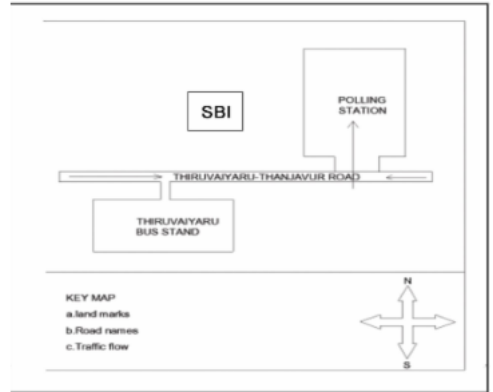 POLLING
STATION
SBI
THIRUVAIYARU-THANJAVUR ROAD
THIRUVAIYARU
BUS STAND
N
KEY MAP
a.land marks
b.Road names
c.Traffic flow
S